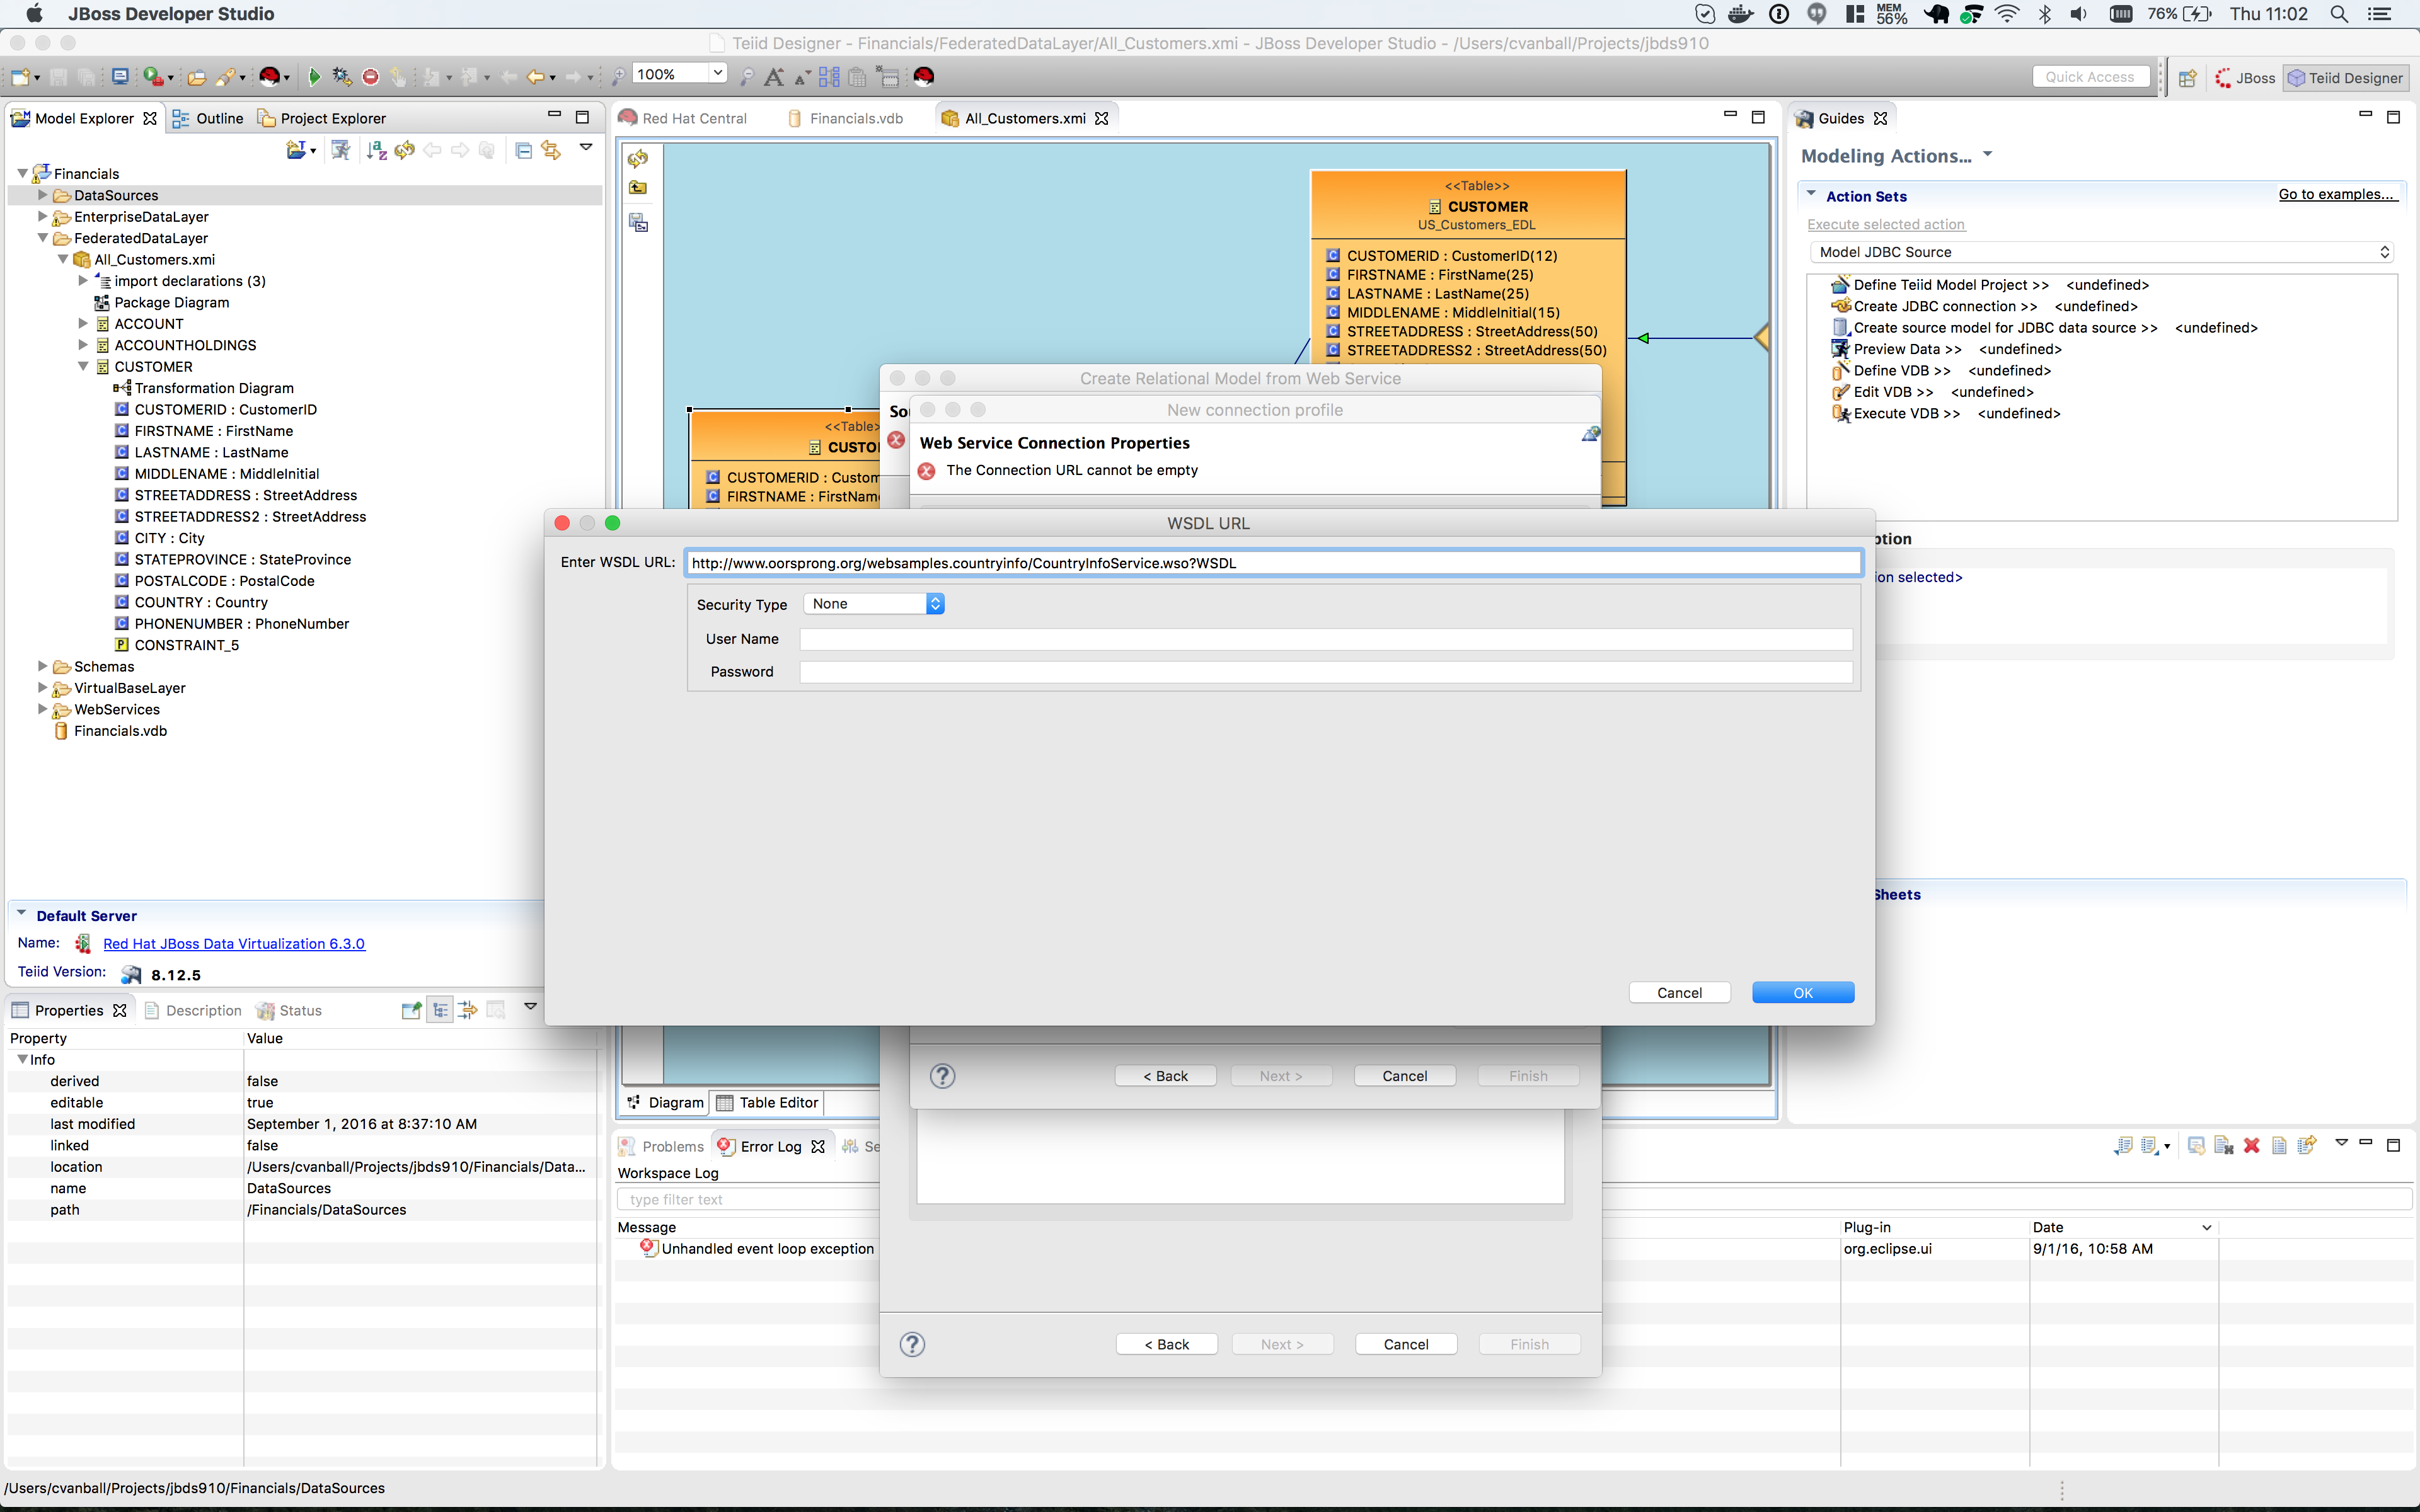 JBoss Developer Studio
MEM 56%
76%
Thu 11:02
Teiid Designer - Financials/FederatedDataLayer/All_Customers.xmi - JBoss Developer Studio - /Users/cvanball/Projects/jbds910
100%
Quick Access
JBoss
Teiid Designer
Model Explorer
Outline
Project Explorer
Financials
DataSources
EnterpriseDataLayer
FederatedDataLayer
All_Customers.xmi
import declarations (3)
Package Diagram
ACCOUNT
ACCOUNTHOLDINGS
CUSTOMER
Transformation Diagram
CUSTOMERID : CustomerID
FIRSTNAME : FirstName
LASTNAME : LastName
MIDDLENAME : MiddleInitial
STREETADDRESS : StreetAddress
STREETADDRESS2 : StreetAddress
CITY : City
STATEPROVINCE : StateProvince
POSTALCODE : PostalCode
COUNTRY : Country
PHONENUMBER : PhoneNumber
CONSTRAINT_5
Schemas
VirtualBaseLayer
WebServices
Financials.vdb
Default Server
Name: Red Hat JBoss Data Virtualization 6.3.0
Teiid Version: 8.12.5
Properties
Description
Status
Property Value
Info
derived false
editable true
last modified September 1, 2016 at 8:37:10 AM
linked false
location /Users/cvanball/Projects/jbds910/Financials/Data...
name DataSources
path /Financials/DataSources
/Users/cvanball/Projects/jbds910/Financials/DataSources
Red Hat Central
Financials.vdb
All_Customers.xmi
<<Table>>
CUSTOMER
US_Customers_EDL
CUSTOMERID : CustomerID(12)
FIRSTNAME : FirstName(25)
LASTNAME : LastName(25)
MIDDLENAME : MiddleInitial(15)
STREETADDRESS : StreetAddress(50)
STREETADDRESS2 : StreetAddress(50)
<<Table>
CUSTO
CUSTOMERID : Custom
FIRSTNAME : FirstName
Create Relational Model from Web Service
So
New connection profile
Web Service Connection Properties
The Connection URL cannot be empty
WSDL URL
Enter WSDL URL: http://www.oorsprong.org/websamples.countryinfo/CountryInfoService.wso?WSDL
Security Type None
User Name
Password
Cancel
OK
< Back
Next >
Cancel
Finish
< Back
Next >
Cancel
Finish
Diagram
Table Editor
Problems
Error Log
Se
Workspace Log
type filter text
Message Plug-in Date
Unhandled event loop exception org.eclipse.ui 9/1/16, 10:58 AM
Guides
Modeling Actions...
Action Sets
Go to examples...
Execute selected action
Model JDBC Source
Define Teiid Model Project >> <undefined>
Create JDBC connection >> <undefined>
Create source model for JDBC data source >> <undefined>
Preview Data >> <undefined>
Define VDB >> <undefined>
Edit VDB >> <undefined>
Execute VDB >> <undefined>
ption
ion selected>
Sheets